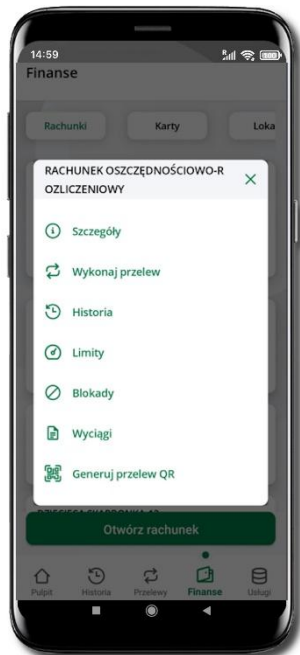 14:59
Finanse
Rachunki Karty Loka
RACHUNEK OSZCZĘDNOŚCIOWO-R
OZLICZENIOWY
Szczegóły
Wykonaj przelew
Historia
Limity
Blokady
Wyciągi
Generuj przelew QR
Otwórz rachunek
Pulpit Historia Przelewy Finanse Usługi